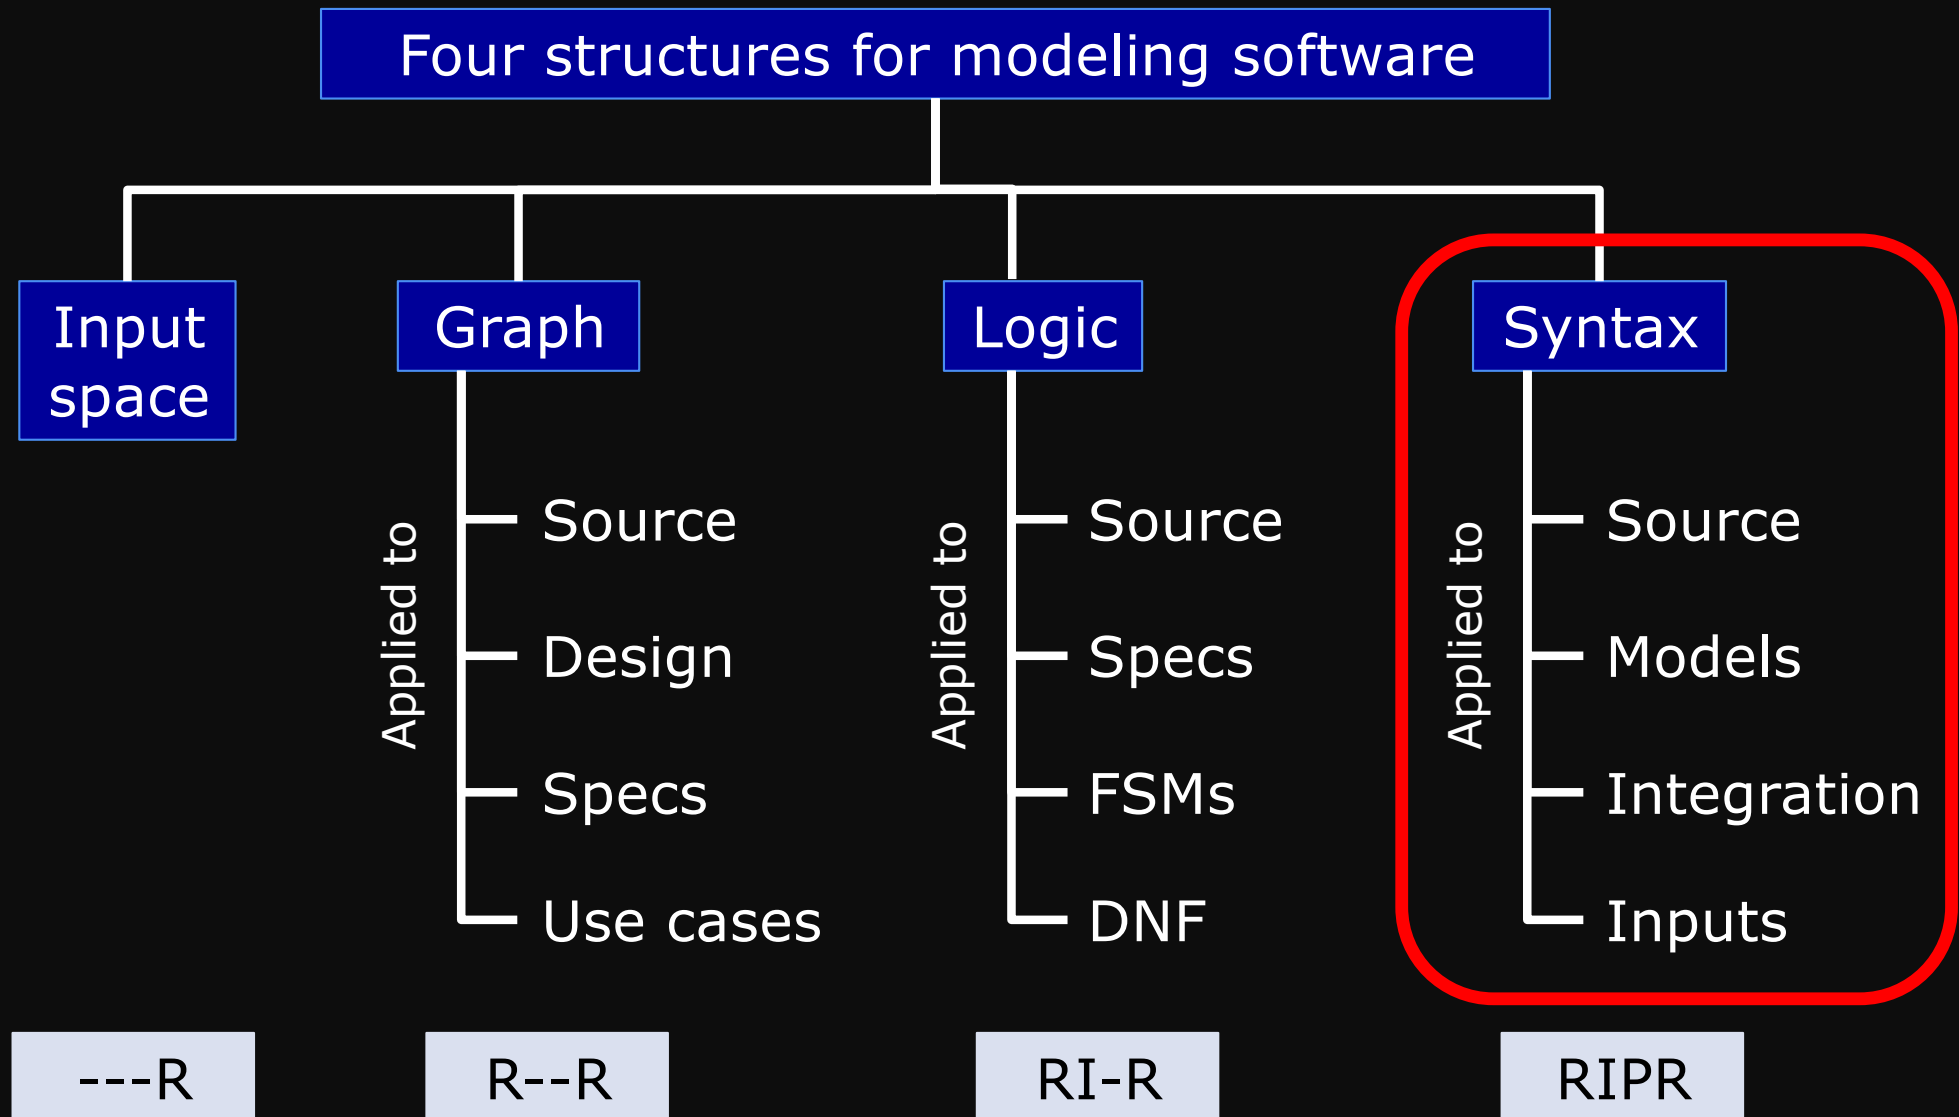 Four structures for modeling software
Input
space
Graph
Logic
Syntax
Applied to
Source
Design
Specs
Use cases
Applied to
Source
Specs
FSMs
DNF
Applied to
Source
Models
Integration
Inputs
---R
R--R
RI-R
RIPR